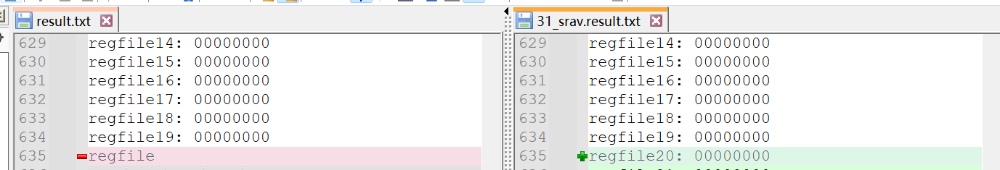 result.txt
629 regfile14: 00000000
630 regfile15: 00000000
631 regfile16: 00000000
632 regfile17: 00000000
633 regfile18: 00000000
634 regfile19: 00000000
635 regfile
31_srav.result.txt
629 regfile14: 00000000
630 regfile15: 00000000
631 regfile16: 00000000
632 regfile17: 00000000
633 regfile18: 00000000
634 regfile19: 00000000
635 regfile20: 00000000